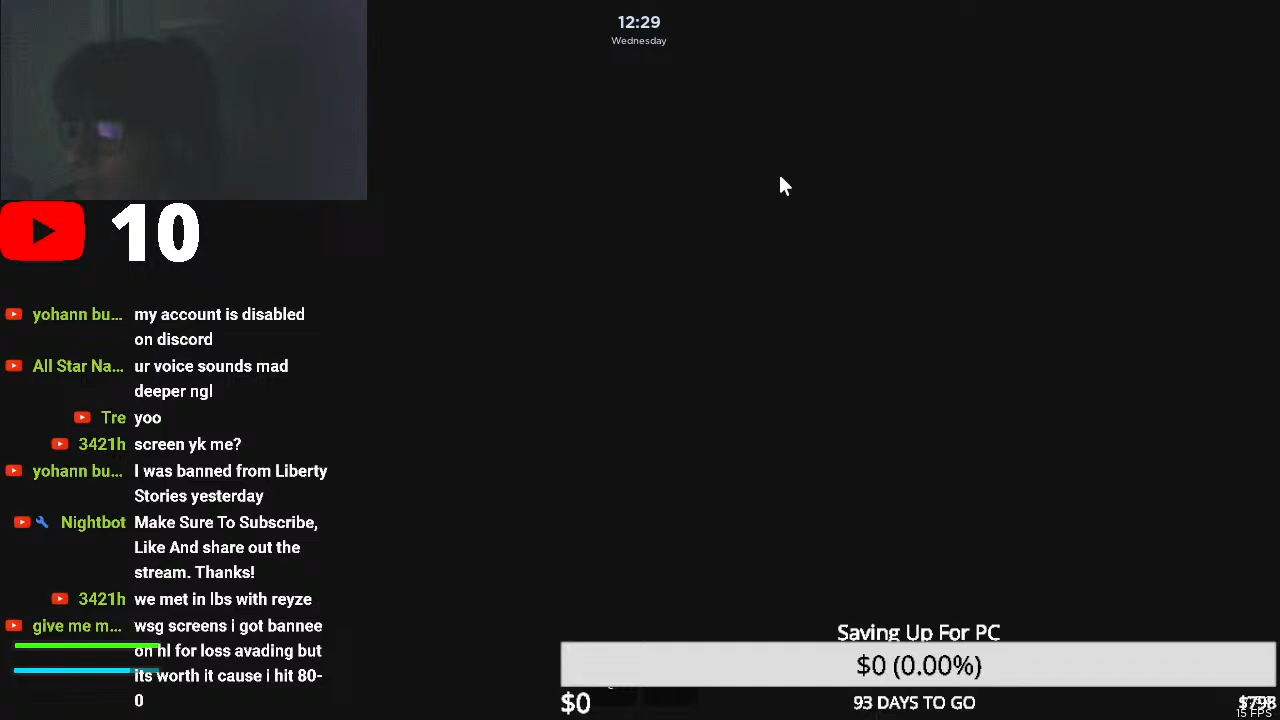 12:29
Wednesday
10
yohann bu... my account is disabled
on discord
All Star Na... ur voice sounds mad
deeper ngl
Tre yoo
3421h screen yk me?
yohann bu... I was banned from Liberty
Stories yesterday
Nightbot Make Sure To Subscribe,
Like And share out the
stream. Thanks!
3421h we met in lbs with reyze
give me m... wsg screens i got bannee
on hl for loss avading but
its worth it cause i hit 80-
0
Saving Up For PC
$0 (0.00%)
$0 93 DAYS TO GO $798
15 FPS